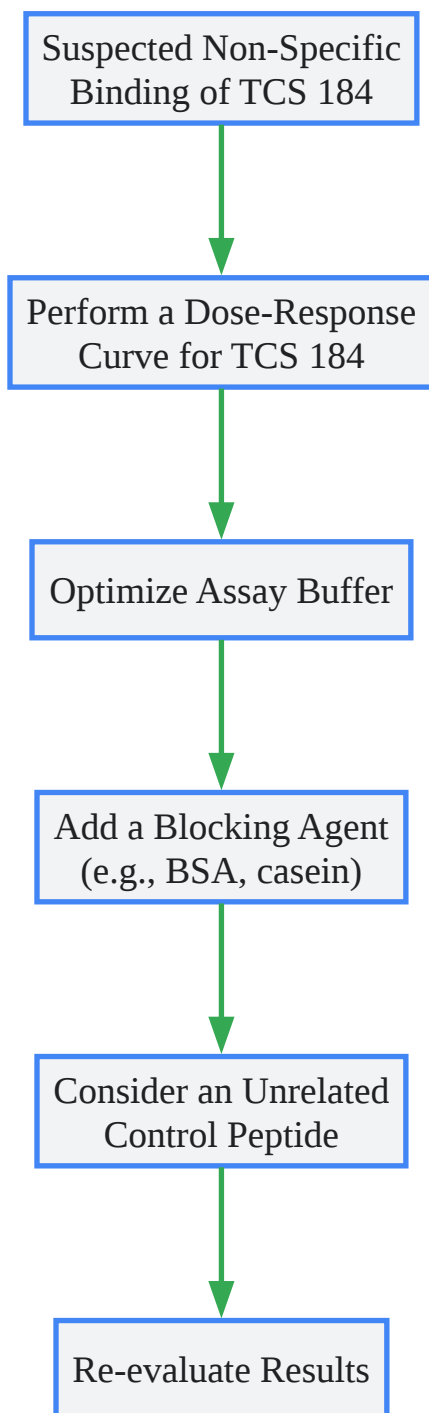 Suspected Non-Specific
Binding of TCS 184
Perform a Dose-Response
Curve for TCS 184
Optimize Assay Buffer
Add a Blocking Agent
(e.g., BSA, casein)
Consider an Unrelated
Control Peptide
Re-evaluate Results